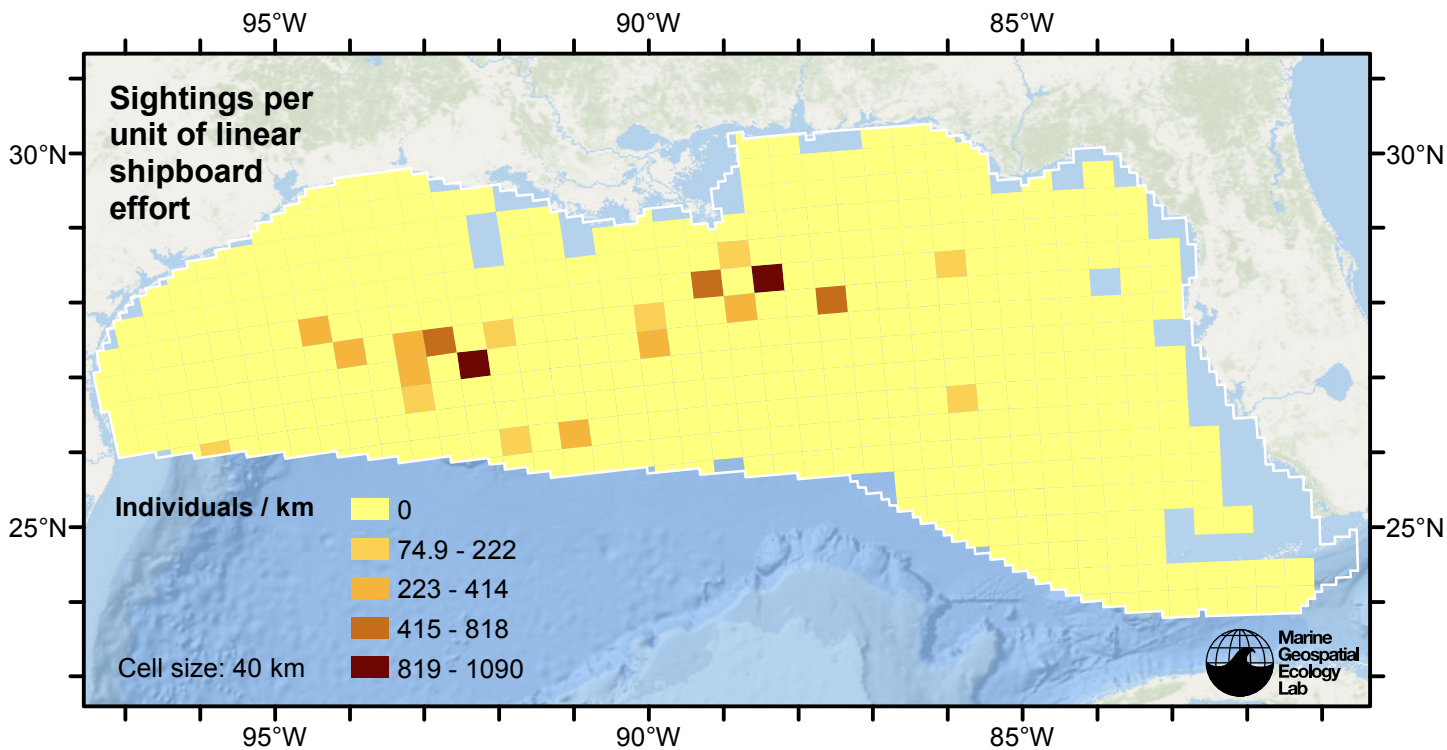 95°W
90°W
85°W
Sightings per
unit of linear
shipboard
effort
30°N
30°N
25°N
25°N
Individuals / km
0
74.9 - 222
223 - 414
415 - 818
819 - 1090
Cell size: 40 km
Marine
Geospatial
Ecology
Lab
95°W
90°W
85°W